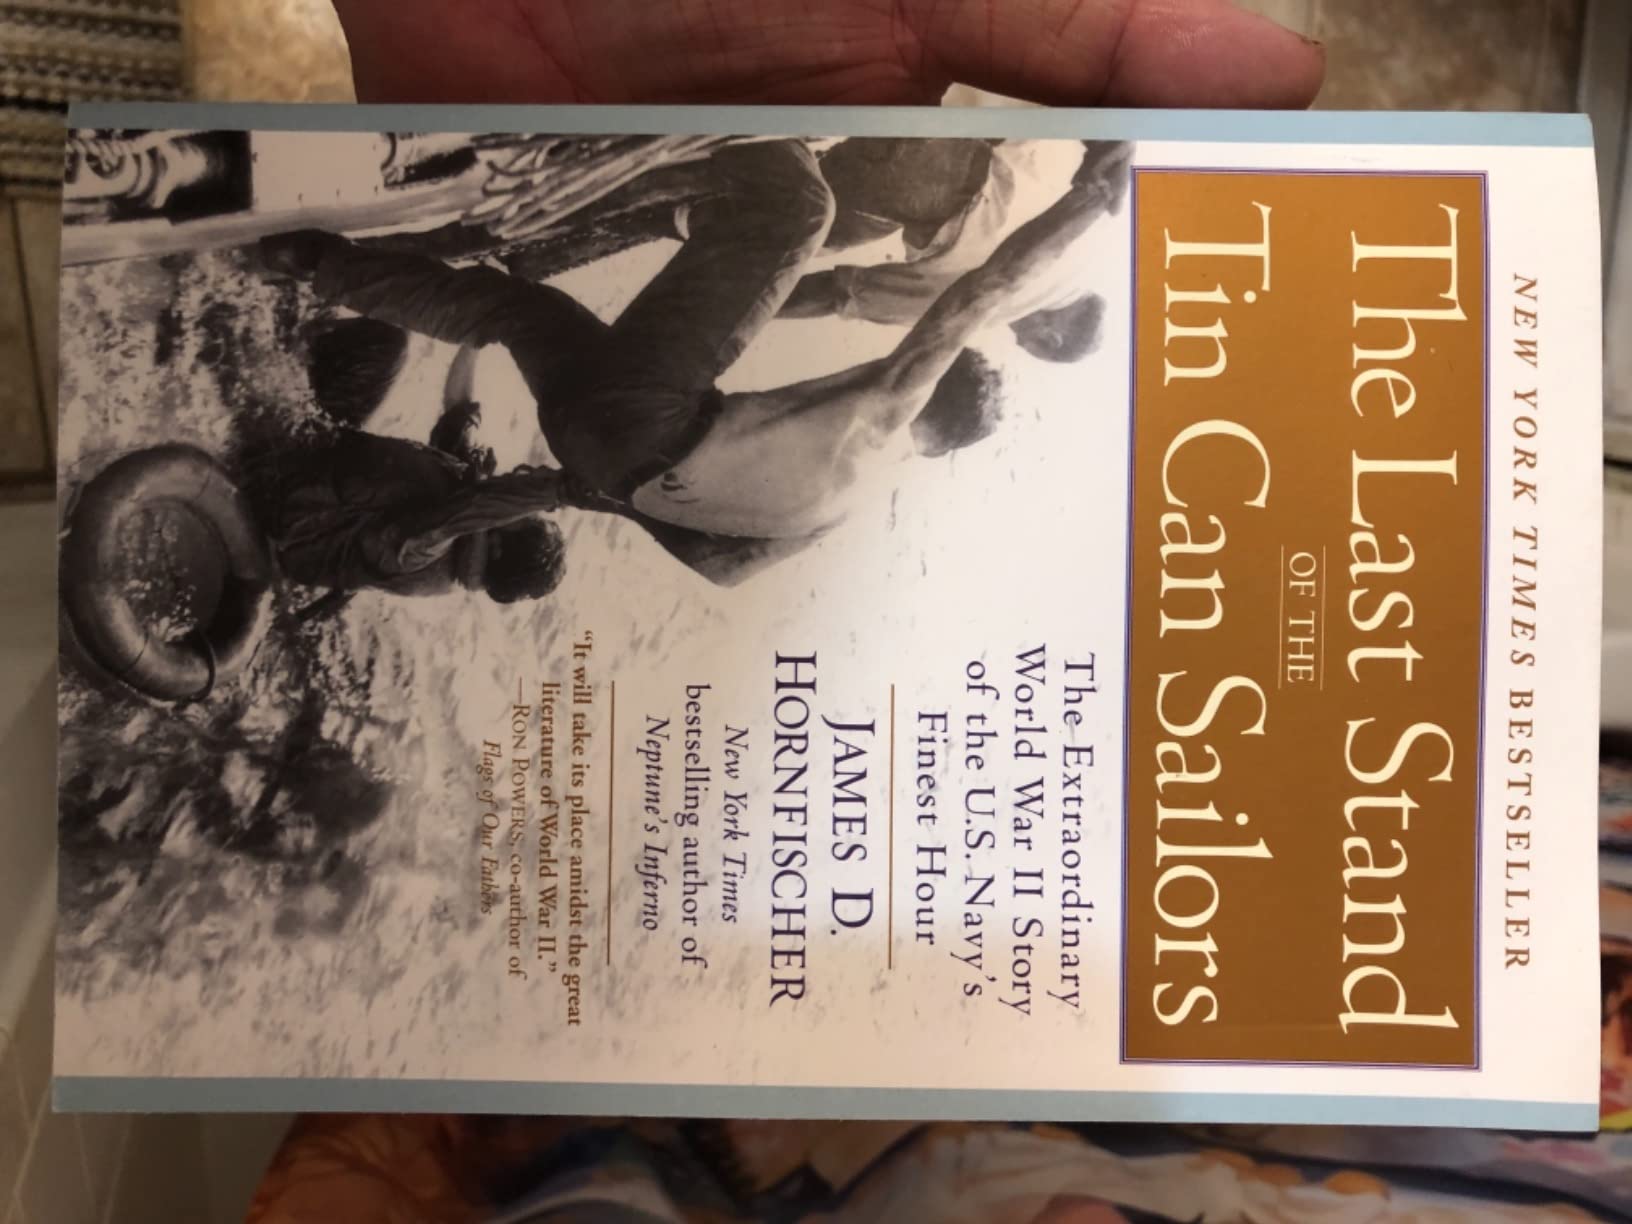 NEW YORK TIMES BESTSELLER
The Last Stand
OF THE
Tin Can Sailors
The Extraordinary
World War II Story
of the U.S. Navy's
Finest Hour
JAMES D.
HORNFISCHER
New York Times
bestselling author of
Neptune's Inferno
"It will take its place amidst the great
literature of World War II."
—RON POWERS, co-author of
Flags of Our Fathers